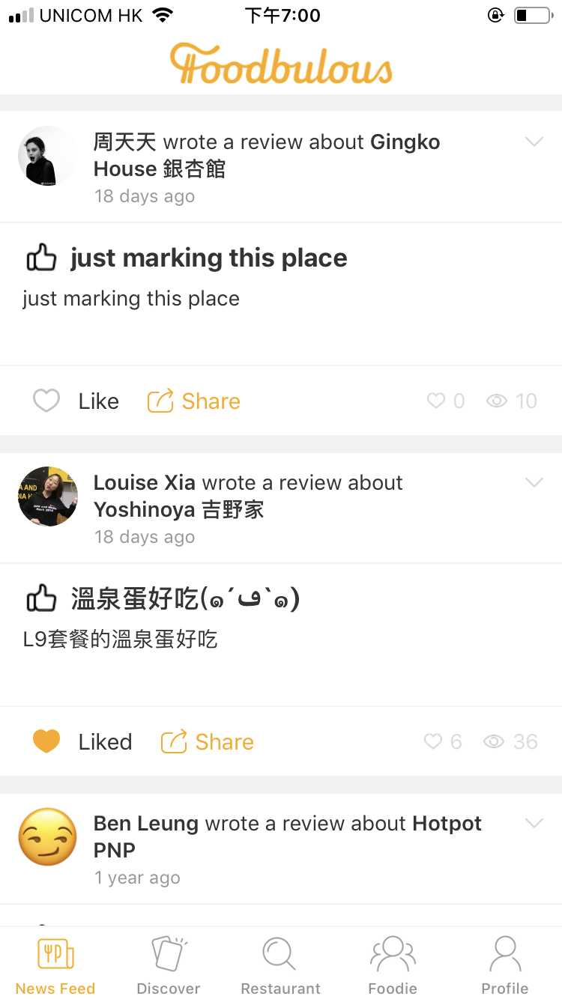 UNICOM HK 下午7:00
Foodbulous
周天天 wrote a review about Gingko
House 銀杏館
18 days ago
just marking this place
just marking this place
Like Share 0 10
Louise Xia wrote a review about
Yoshinoya 吉野家
18 days ago
溫泉蛋好吃(๑´ڡ`๑)
L9套餐的溫泉蛋好吃
Liked Share 6 36
Ben Leung wrote a review about Hotpot
PNP
1 year ago
News Feed Discover Restaurant Foodie Profile